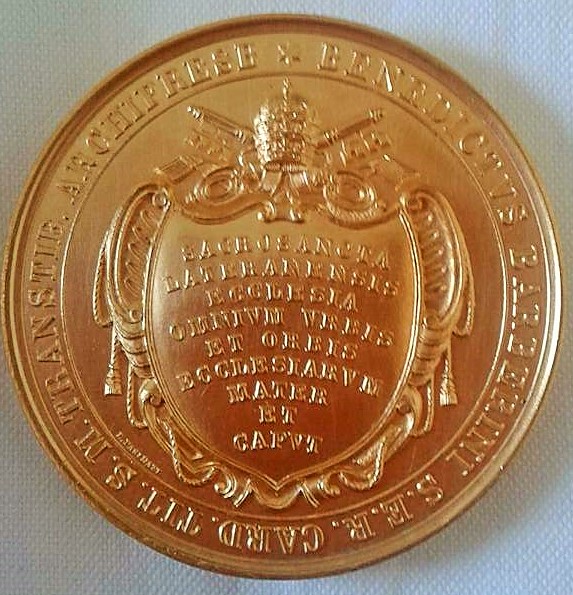 BENEDICTVS BARBERINI S. E. R. CARD. TIT. S. M. TRANSTIB. ARCHIPRESB
SACROSANCTA
LATERANENSIS
ECCLESIA
OMNIVM VRBIS
ET ORBIS
ECCLESIARVM
MATER
ET
CAPVT